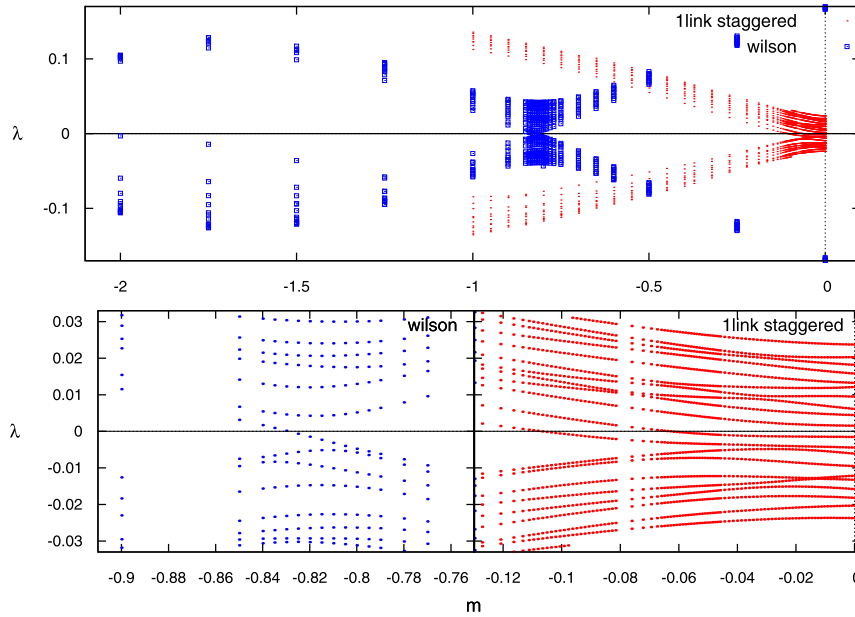 1link staggered
wilson
λ
0.1
0
-0.1
-2
-1.5
-1
-0.5
0
wilson
1link staggered
λ
0.03
0.02
0.01
0
-0.01
-0.02
-0.03
-0.9 -0.88 -0.86 -0.84 -0.82 -0.8 -0.78 -0.76
-0.12 -0.1 -0.08 -0.06 -0.04 -0.02 0.00
m